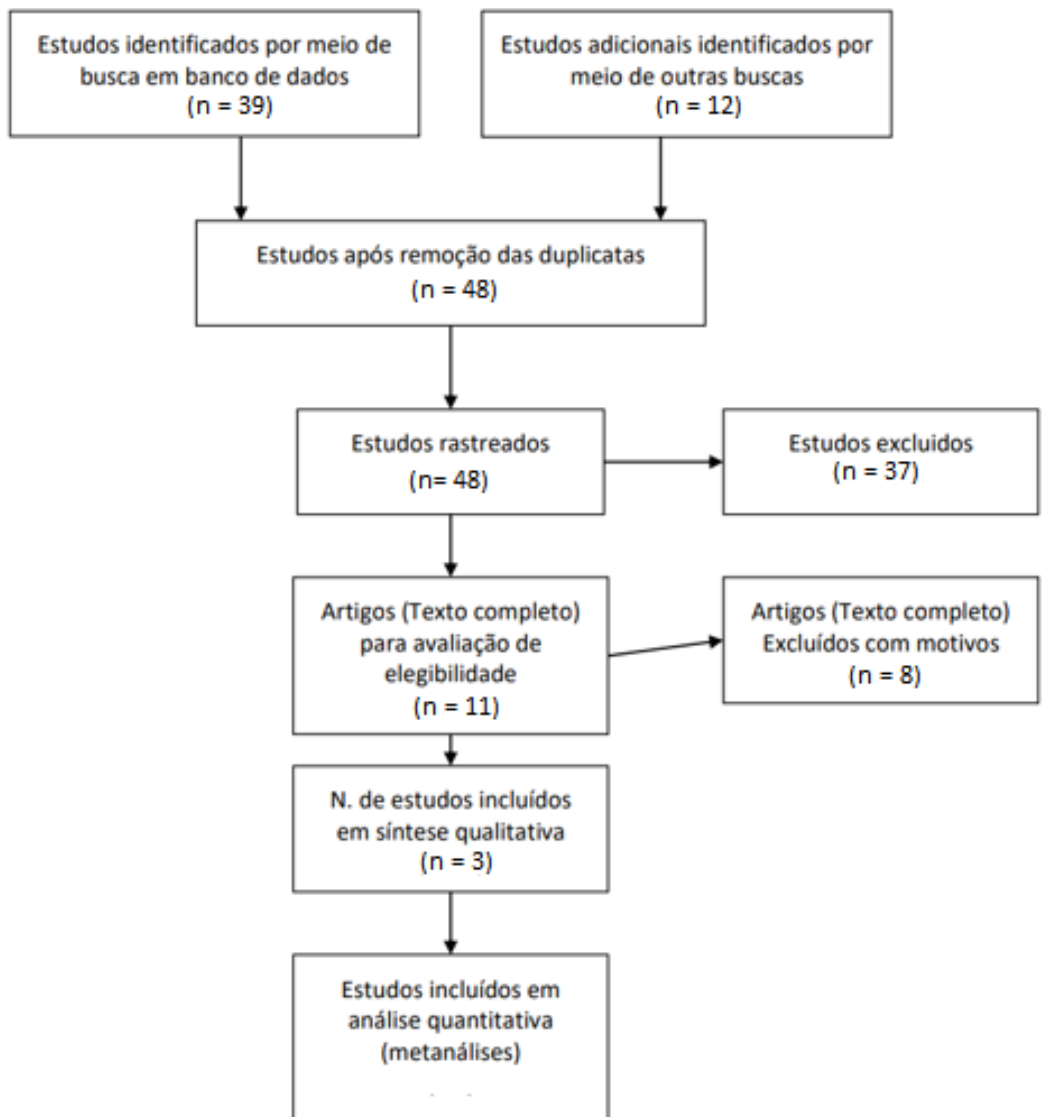 Estudos identificados por meio de
busca em banco de dados
(n = 39)
Estudos adicionais identificados por
meio de outras buscas
(n = 12)
Estudos após remoção das duplicatas
(n = 48)
Estudos rastreados
(n= 48)
Estudos excluidos
(n = 37)
Artigos (Texto completo)
para avaliação de
elegibilidade
(n = 11)
Artigos (Texto completo)
Excluídos com motivos
(n = 8)
N. de estudos incluídos
em síntese qualitativa
(n = 3)
Estudos incluídos em
análise quantitativa
(metanálises)